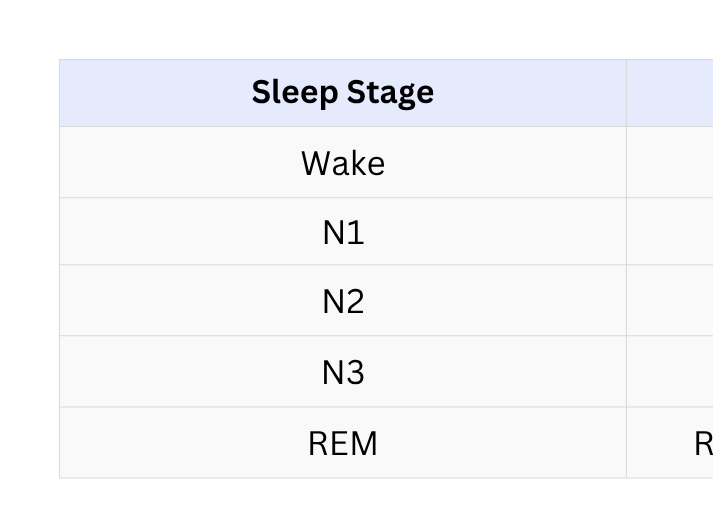 Sleep Stage
Wake
N1
N2
N3
REM